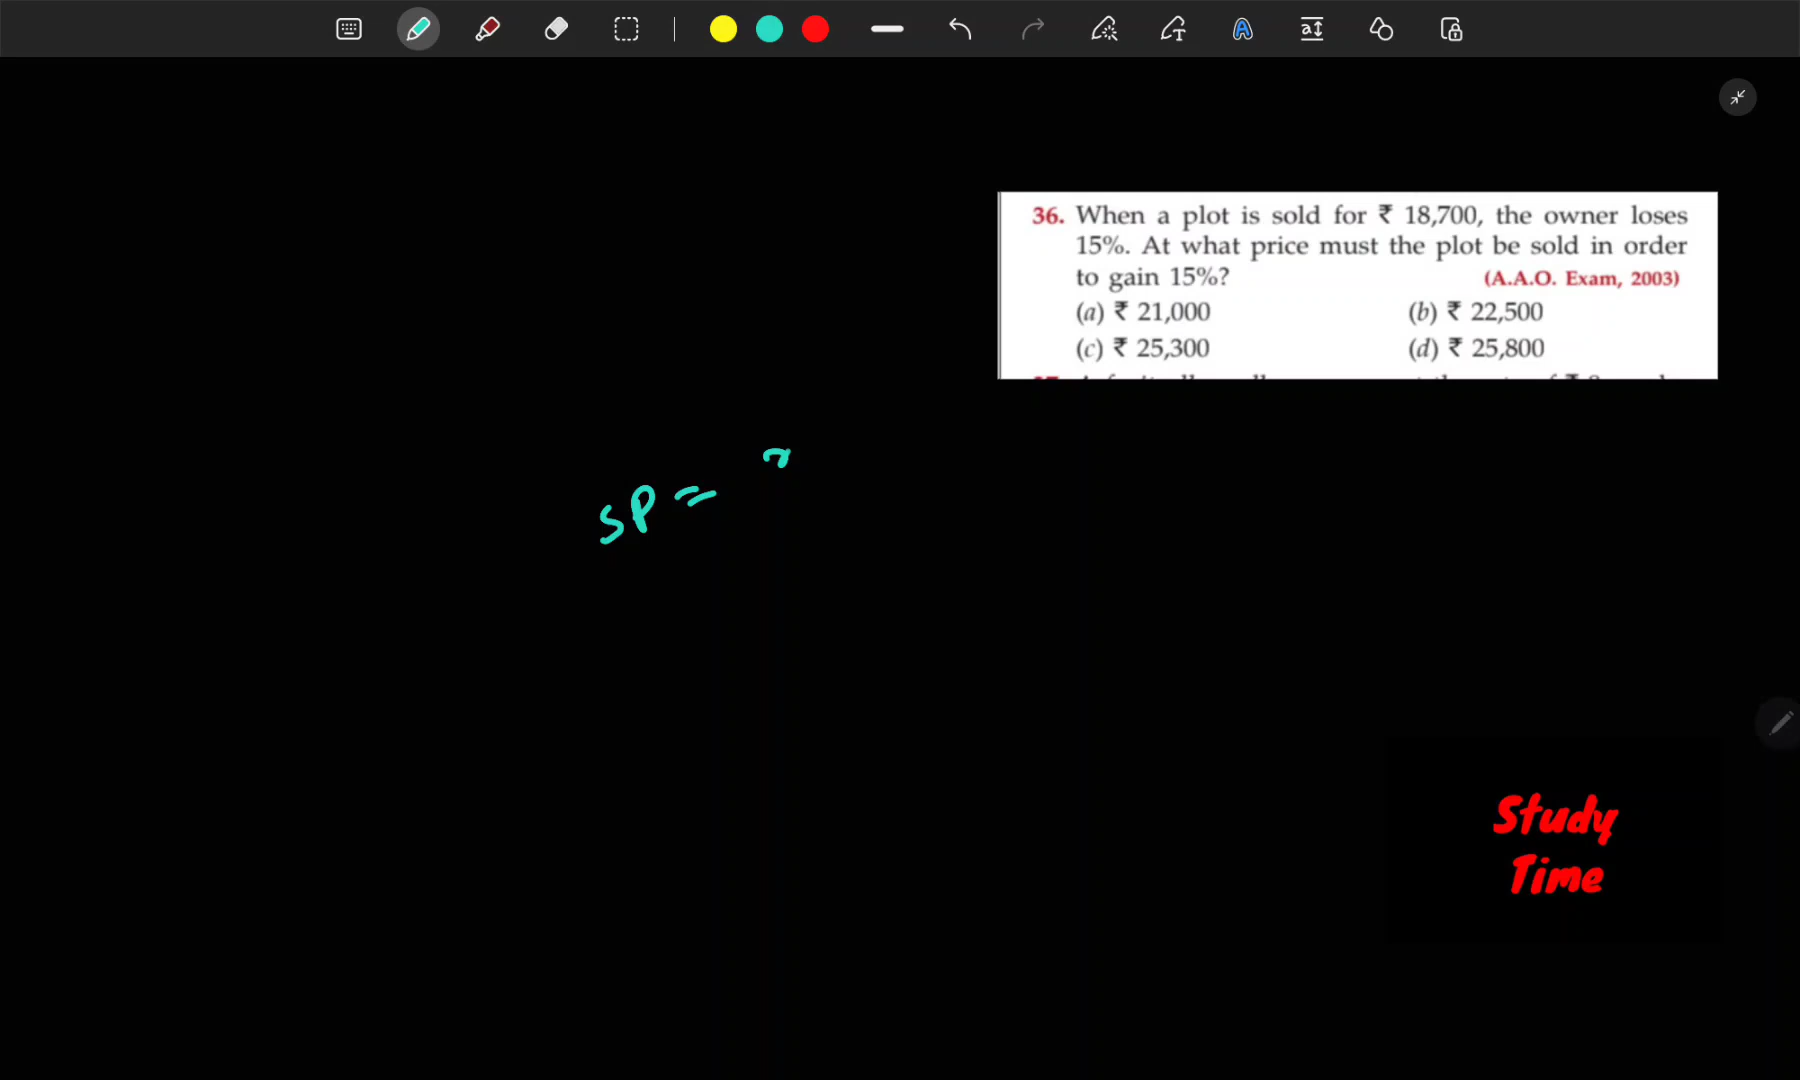 36. When a plot is sold for ₹ 18,700, the owner loses
15%. At what price must the plot be sold in order
to gain 15%? (A.A.O. Exam, 2003)
(a) ₹ 21,000 (b) ₹ 22,500
(c) ₹ 25,300 (d) ₹ 25,800
SP =
Study
Time